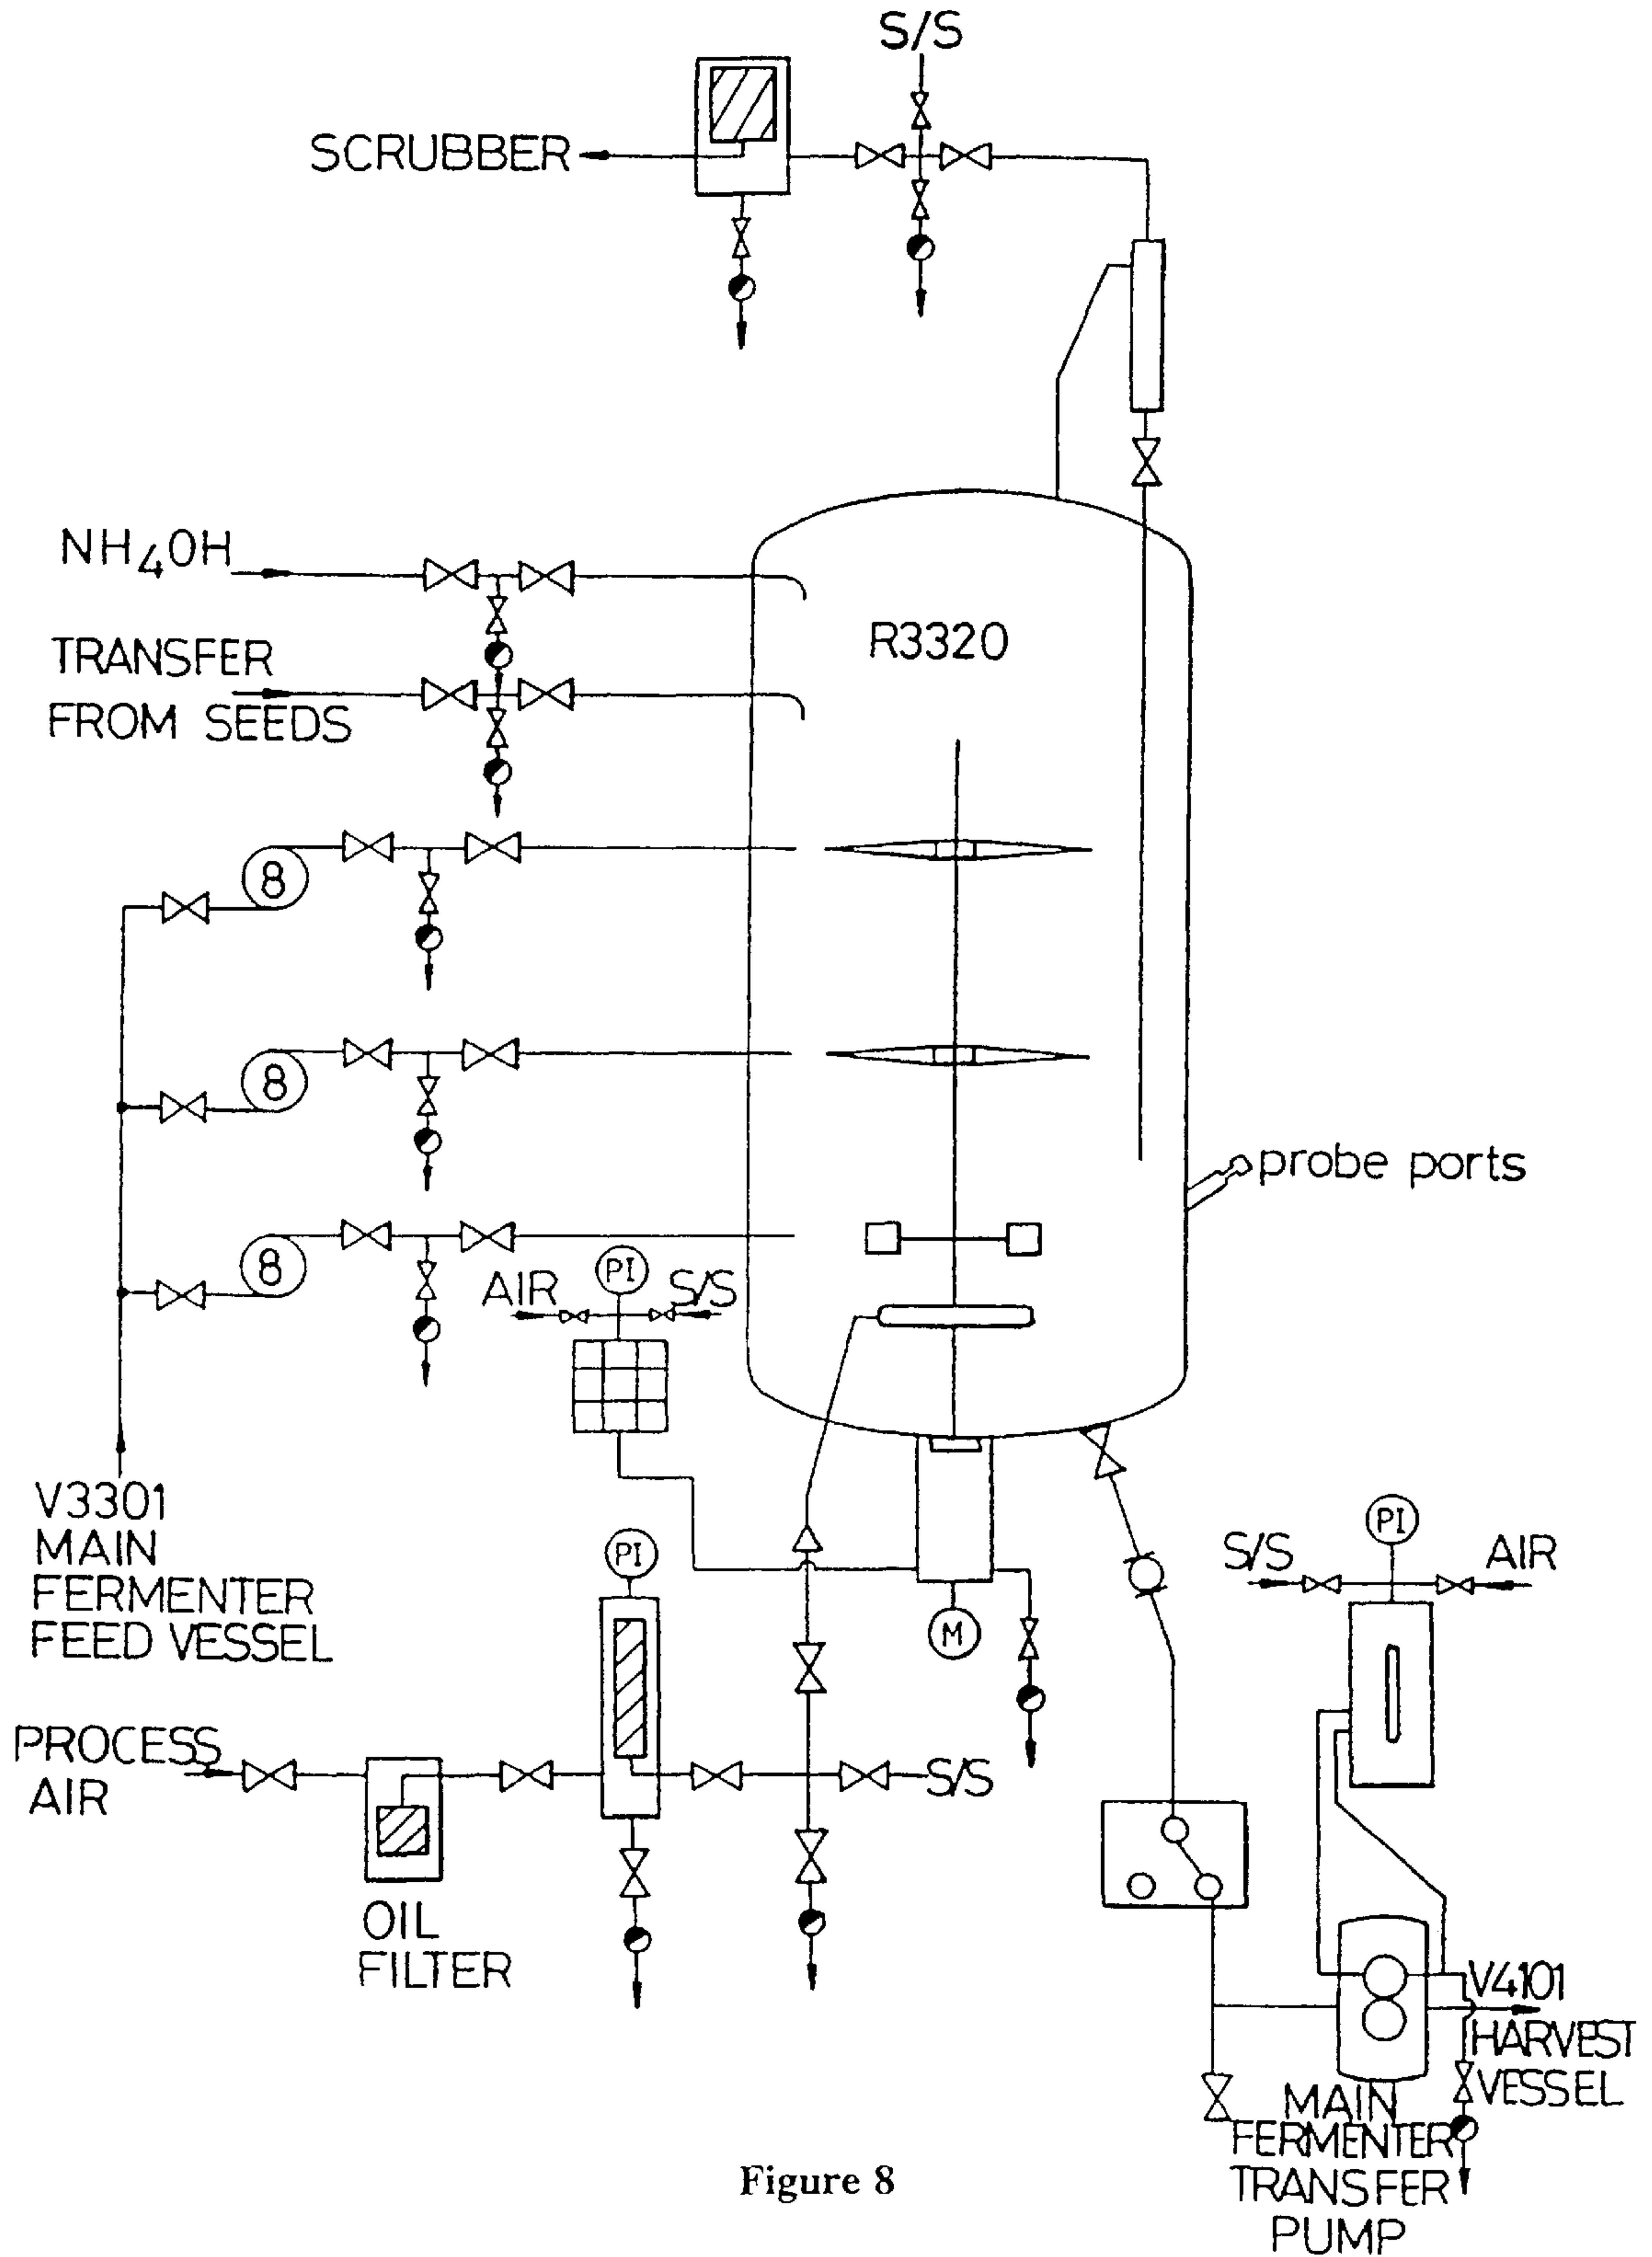 S/S
SCRUBBER
NH4OH
R3320
TRANSFER
FROM SEEDS
8
8
probe ports
8
PI
AIR
S/S
V3301
MAIN
FERMENTER
FEED VESSEL
PI
PI
S/S
AIR
M
PROCESS
AIR
S/S
OIL
FILTER
V4101
HARVEST
VESSEL
MAIN
FERMENTER
TRANSFER
PUMP
Figure 8